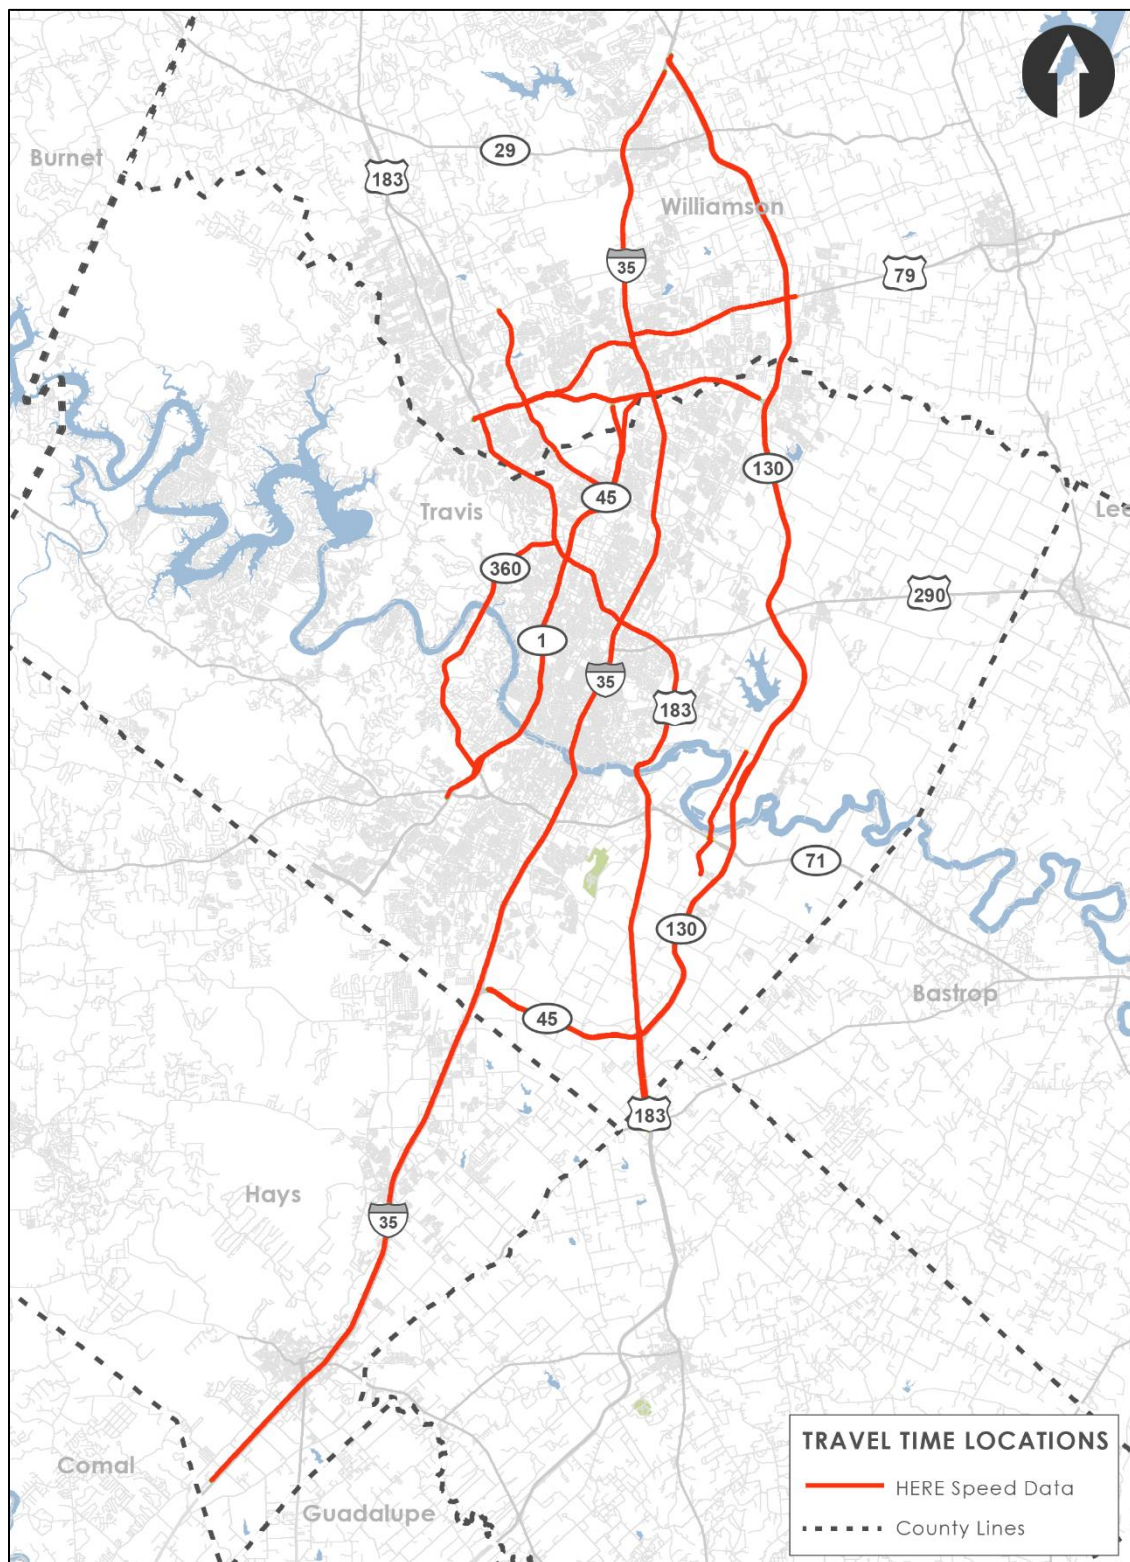 Burnet
29
183
Williamson
35
79
130
45
Travis
Lee
360
290
1
35
183
71
130
Bastrop
45
183
Hays
35
TRAVEL TIME LOCATIONS
HERE Speed Data
County Lines
Comal
Guadalupe